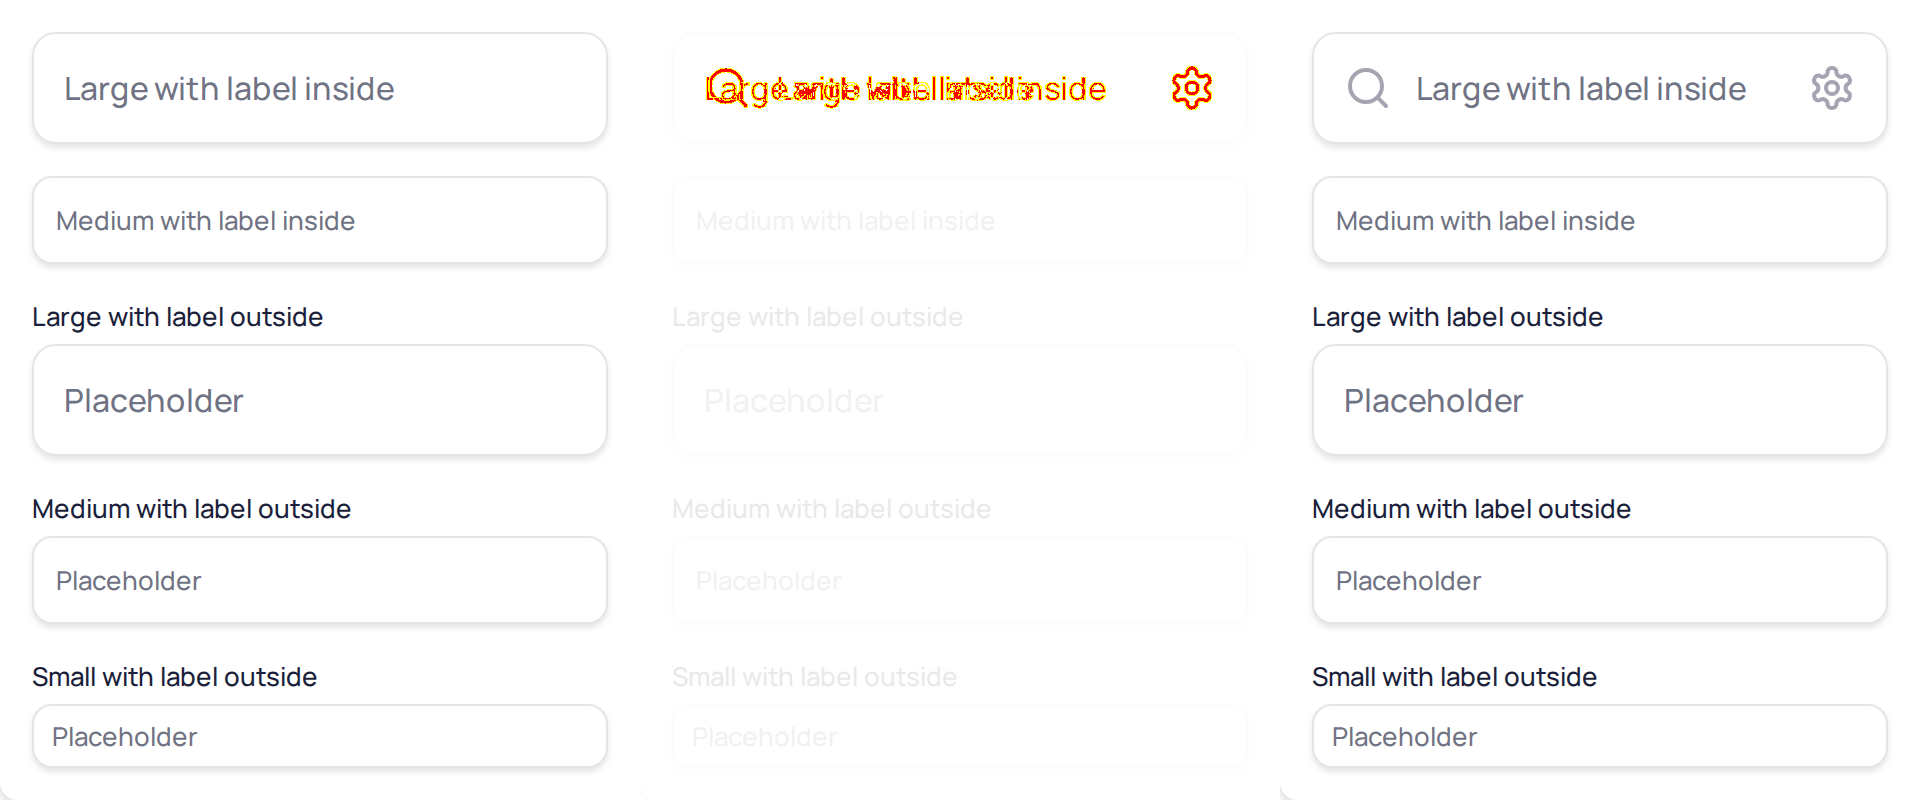 Large with label inside
Medium with label inside
Large with label outside
Placeholder
Medium with label outside
Placeholder
Small with label outside
Placeholder
Medium with label inside
Large with label outside
Placeholder
Medium with label outside
Placeholder
Small with label outside
Placeholder
Large with label inside
Medium with label inside
Large with label outside
Placeholder
Medium with label outside
Placeholder
Small with label outside
Placeholder